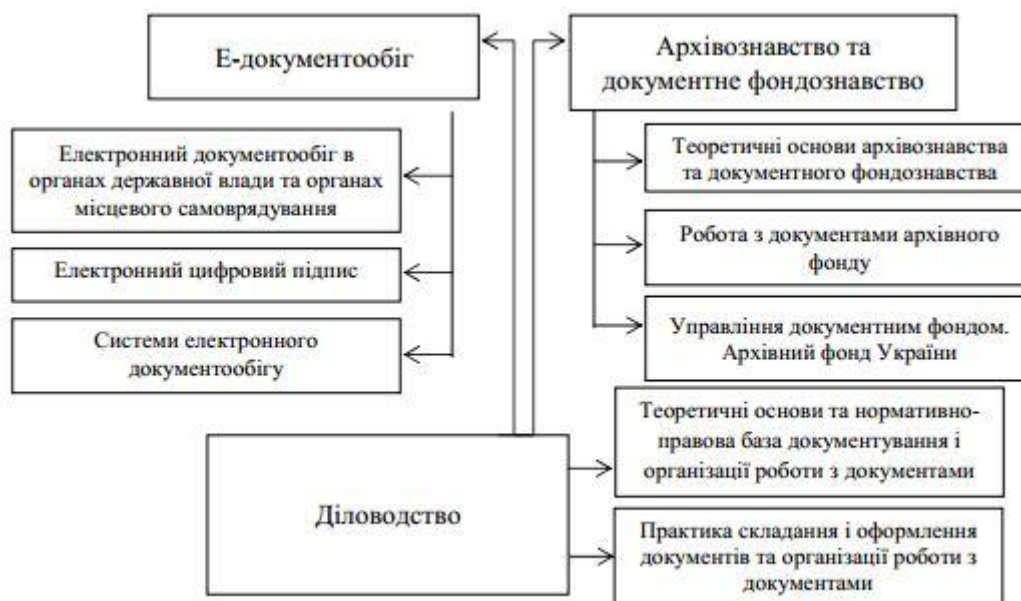 Е-документообіг
Архівознавство та
документне фондознавство
Електронний документообіг в
органах державної влади та органах
місцевого самоврядування
Електронний цифровий підпис
Системи електронного
документообігу
Теоретичні основи архівознавства
та документного фондознавства
Робота з документами архівного
фонду
Управління документним фондом.
Архівний фонд України
Діловодство
Теоретичні основи та нормативно-
правова база документування і
організації роботи з документами
Практика складання і оформлення
документів та організації роботи з
документами